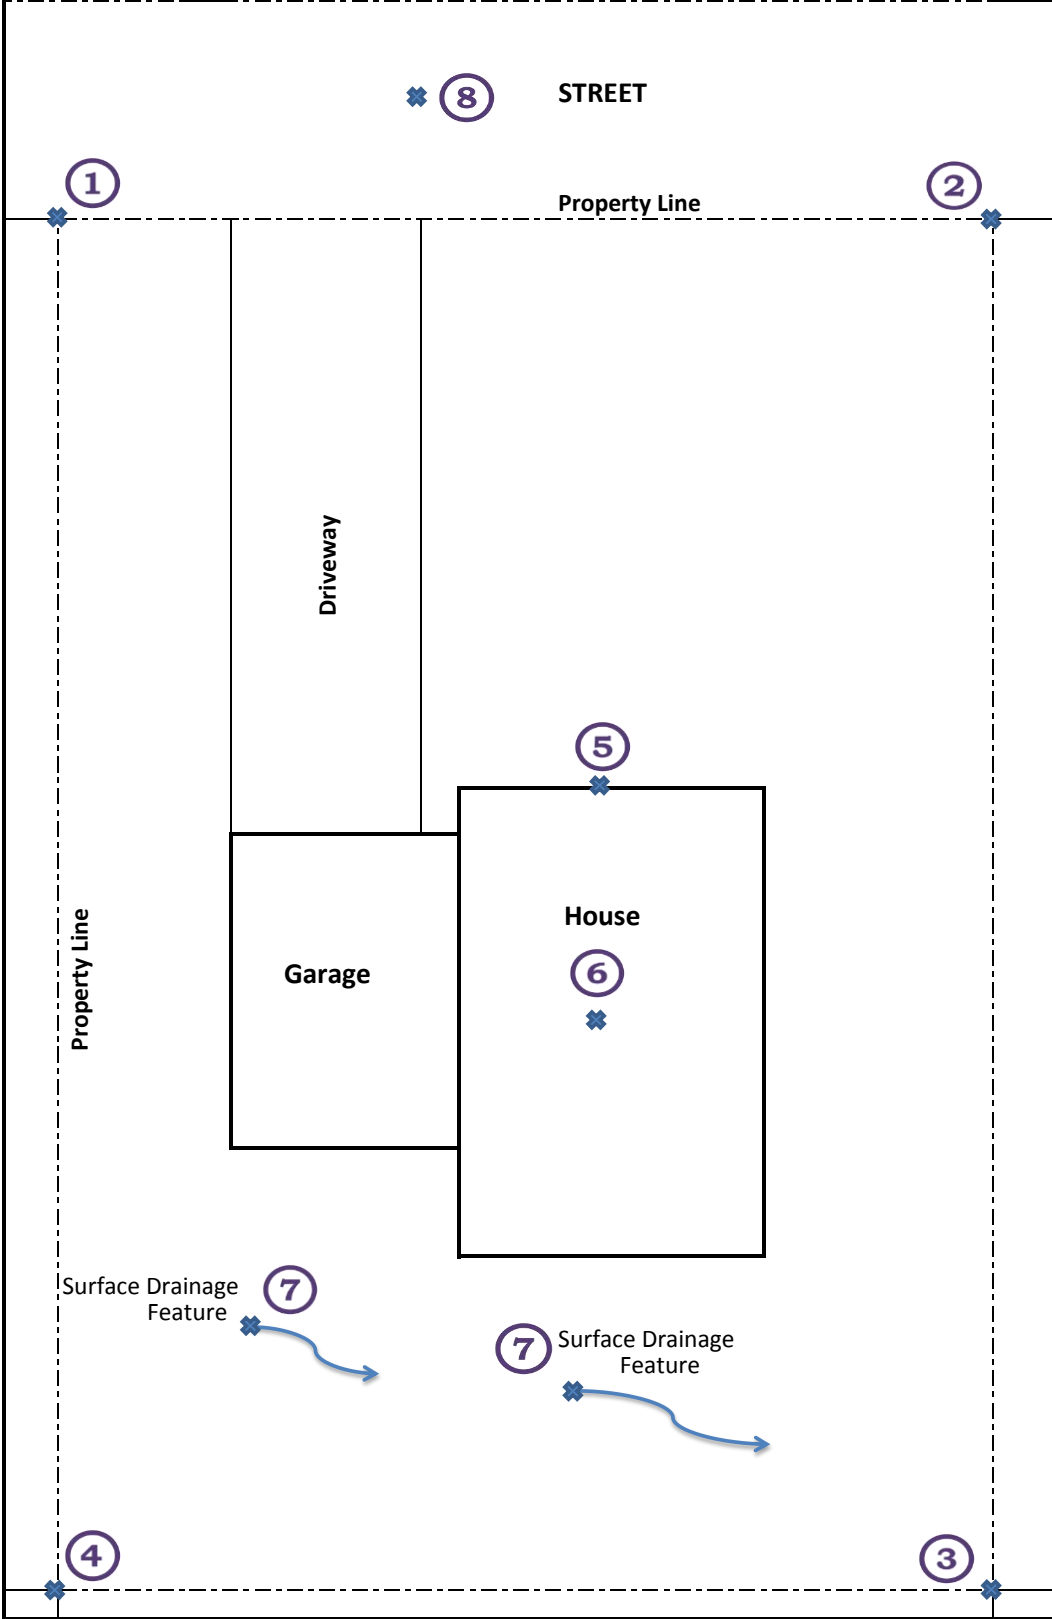 8 STREET
1
2
Property Line
Driveway
5
House
6
Garage
Property Line
Surface Drainage
Feature
7
7
Surface Drainage
Feature
4
3